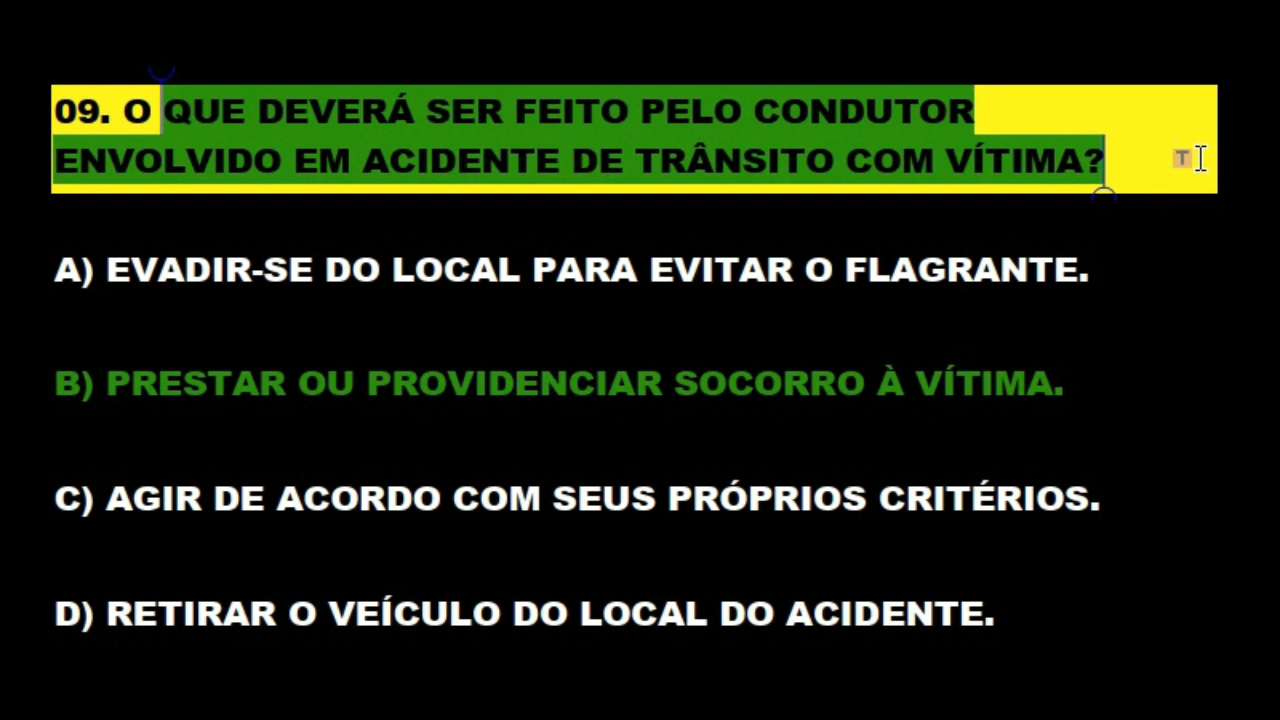 09. O QUE DEVERÁ SER FEITO PELO CONDUTOR
ENVOLVIDO EM ACIDENTE DE TRÂNSITO COM VÍTIMA?
T
A) EVADIR-SE DO LOCAL PARA EVITAR O FLAGRANTE.
B) PRESTAR OU PROVIDENCIAR SOCORRO À VÍTIMA.
C) AGIR DE ACORDO COM SEUS PRÓPRIOS CRITÉRIOS.
D) RETIRAR O VEÍCULO DO LOCAL DO ACIDENTE.